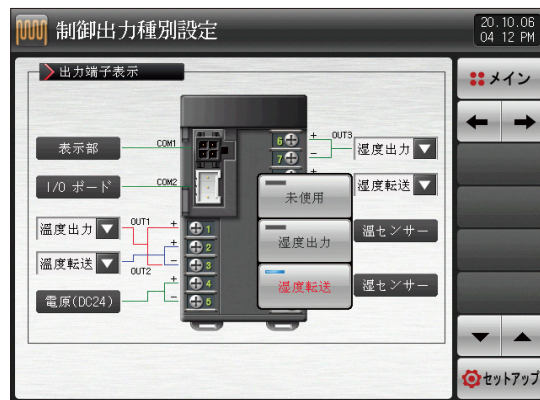 制御出力種別設定
20.10.06
04 12 PM
出力端子表示
メイン
表示部
COM1
6
+
OUT3
湿度出力
7
−
I/O ボード
COM2
未使用
湿度転送
温度出力
OUT1
+
1
湿度出力
温センサー
−
2
温度転送
OUT2
+
3
湿度転送
湿センサー
−
4
電原(DC24)
5
セットアップ